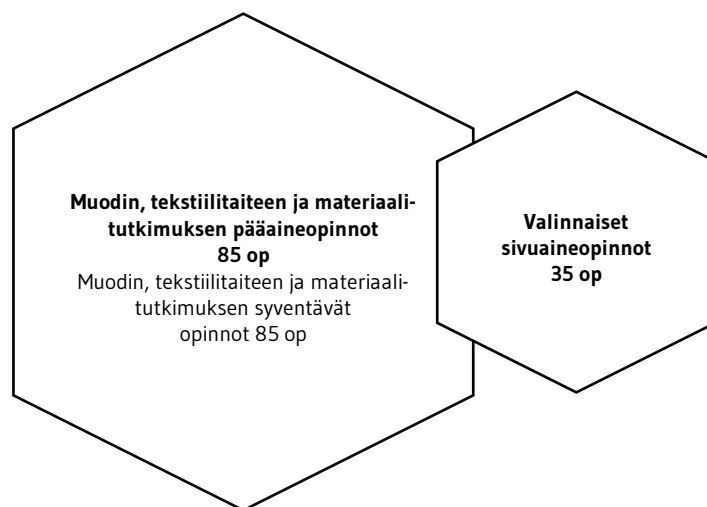 Muodin, tekstiilitaiteen ja materiaali-
tutkimuksen pääaineopinnot
85 op
Muodin, tekstiilitaiteen ja materiaali-
tutkimuksen syventävät
opinnot 85 op
Valinnaiset
sivuaineopinnot
35 op